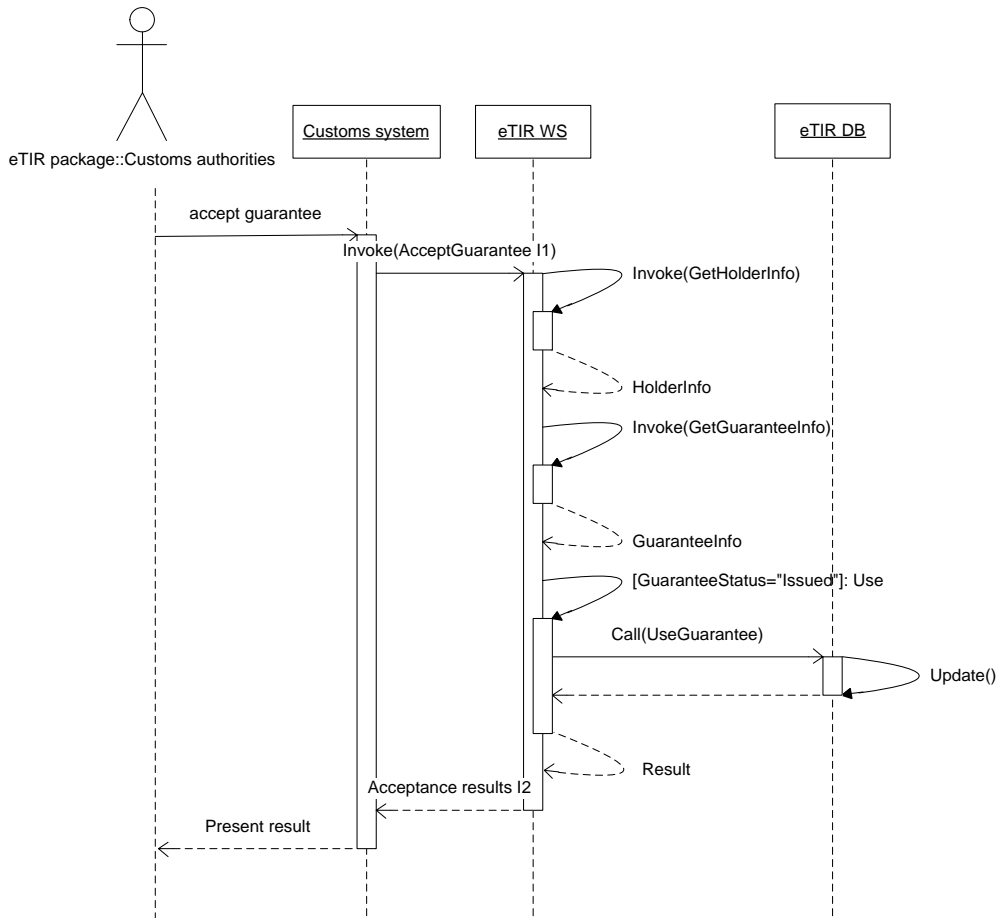 Customs system
eTIR WS
eTIR DB
eTIR package::Customs authorities
accept guarantee
Invoke(AcceptGuarantee I1)
Invoke(GetHolderInfo)
HolderInfo
Invoke(GetGuaranteeInfo)
GuaranteeInfo
[GuaranteeStatus="Issued"]: Use
Call(UseGuarantee)
Update()
Result
Acceptance results I2
Present result